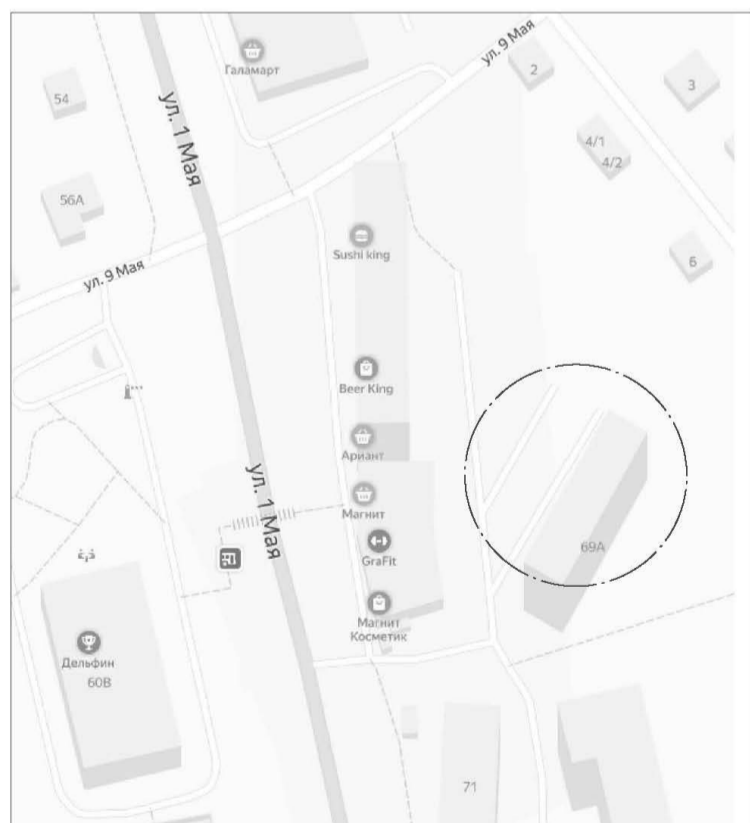 Галамарт
ул. 9 Мая
2
3
54
ул. 1 Мая
4/1
4/2
56А
Sushi king
6
ул. 9 Мая
Beer King
Ариант
ул. 1 Мая
Магнит
GraFit
69А
Магнит
Косметик
Дельфин
60В
71